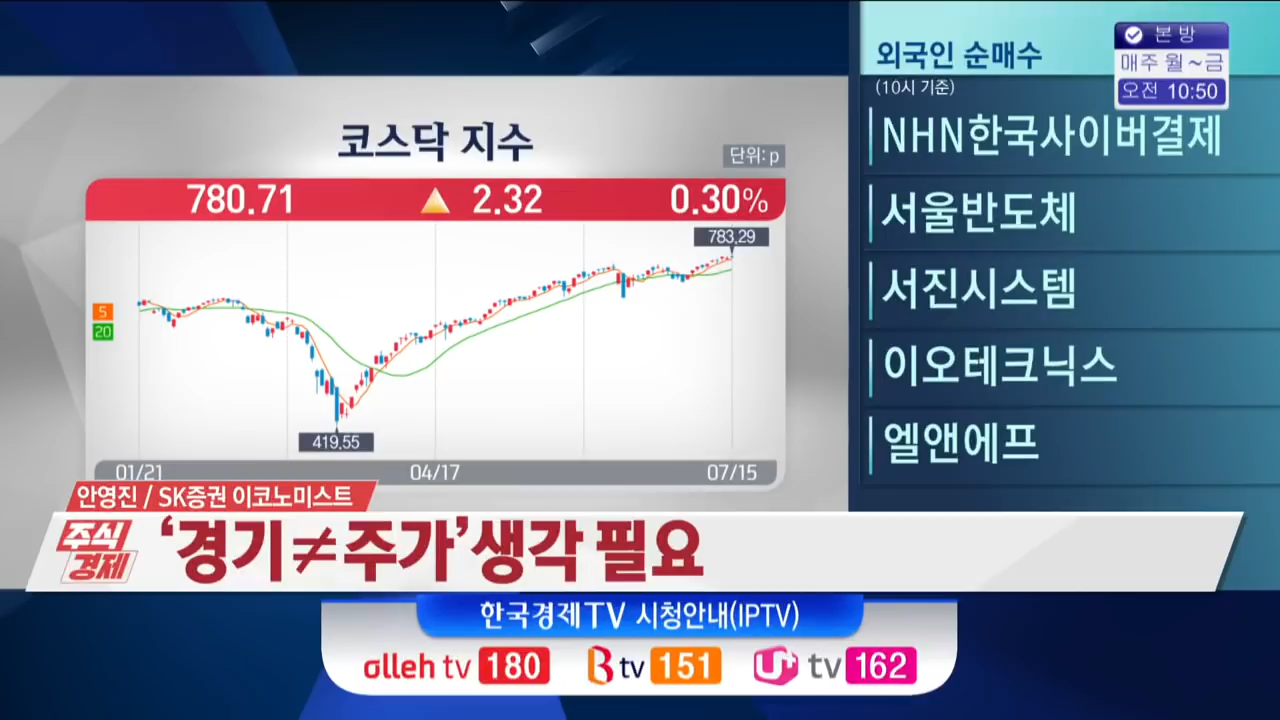 외국인 순매수
(10시 기준)
본 방
매주 월~금
오전 10:50
코스닥 지수
단위:p
780.71 ▲ 2.32 0.30%
783.29
5
20
419.55
01/21 04/17 07/15
NHN한국사이버결제
서울반도체
서진시스템
이오테크닉스
엘앤에프
안영진 / SK증권 이코노미스트
주식
경제
‘경기≠주가’생각 필요
한국경제TV 시청안내(IPTV)
alleh tv 180 B tv 151 U+ tv 162